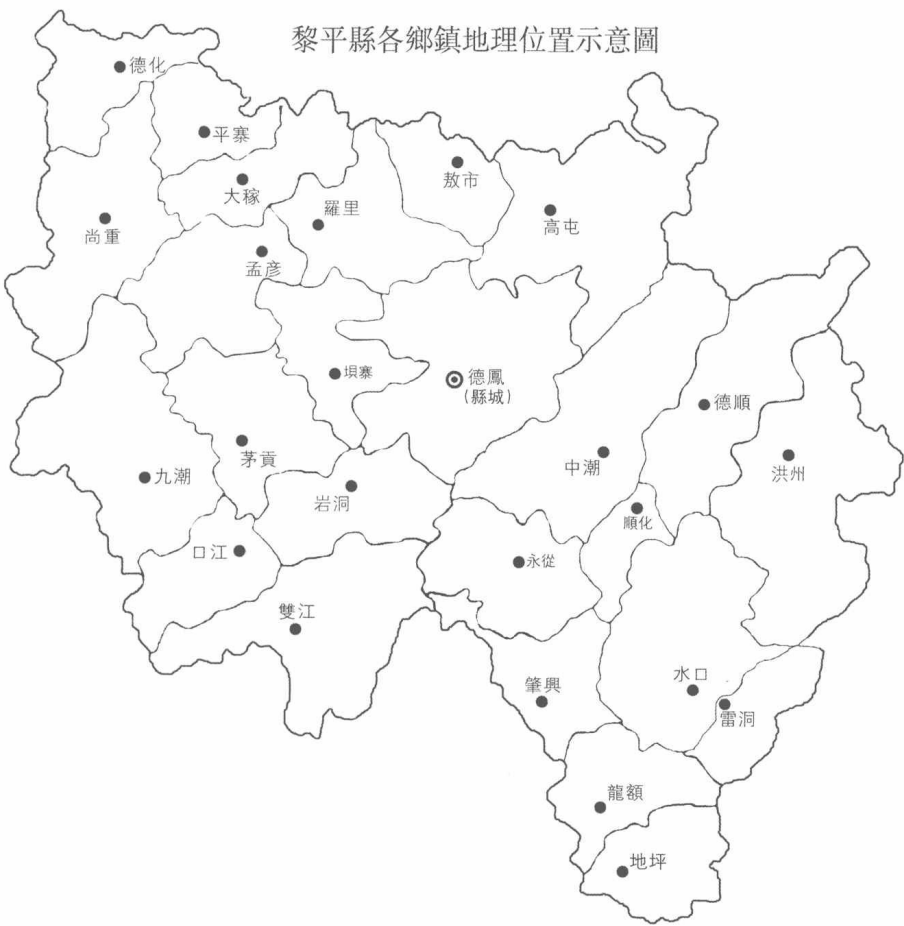 黎平縣各鄉鎮地理位置示意圖
德化
平寨
大稼
敖市
羅里
高屯
尚重
孟彥
垻寨
德鳳
(縣城)
德順
茅貢
中潮
洪州
九潮
岩洞
順化
口江
永從
雙江
水口
肇興
雷洞
龍額
地坪